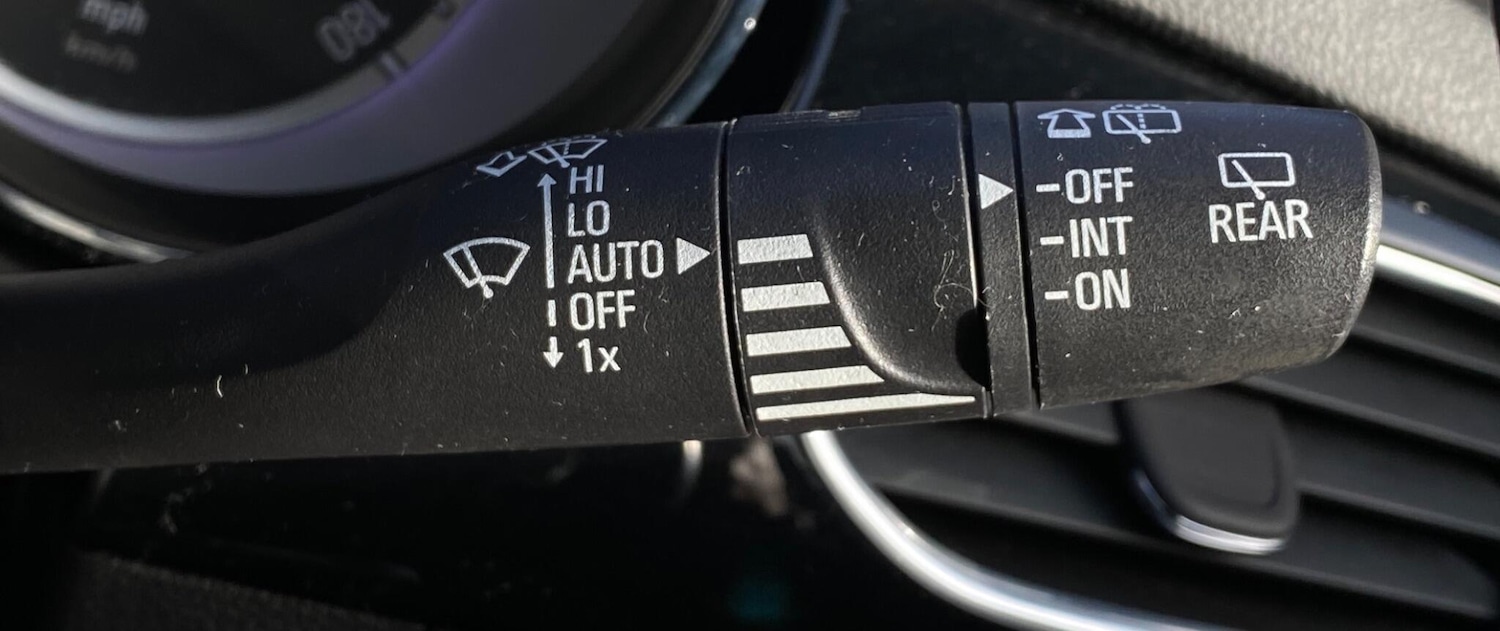 mph
km/h
180
HI
LO
AUTO
OFF
1x
-OFF
-INT
-ON
REAR